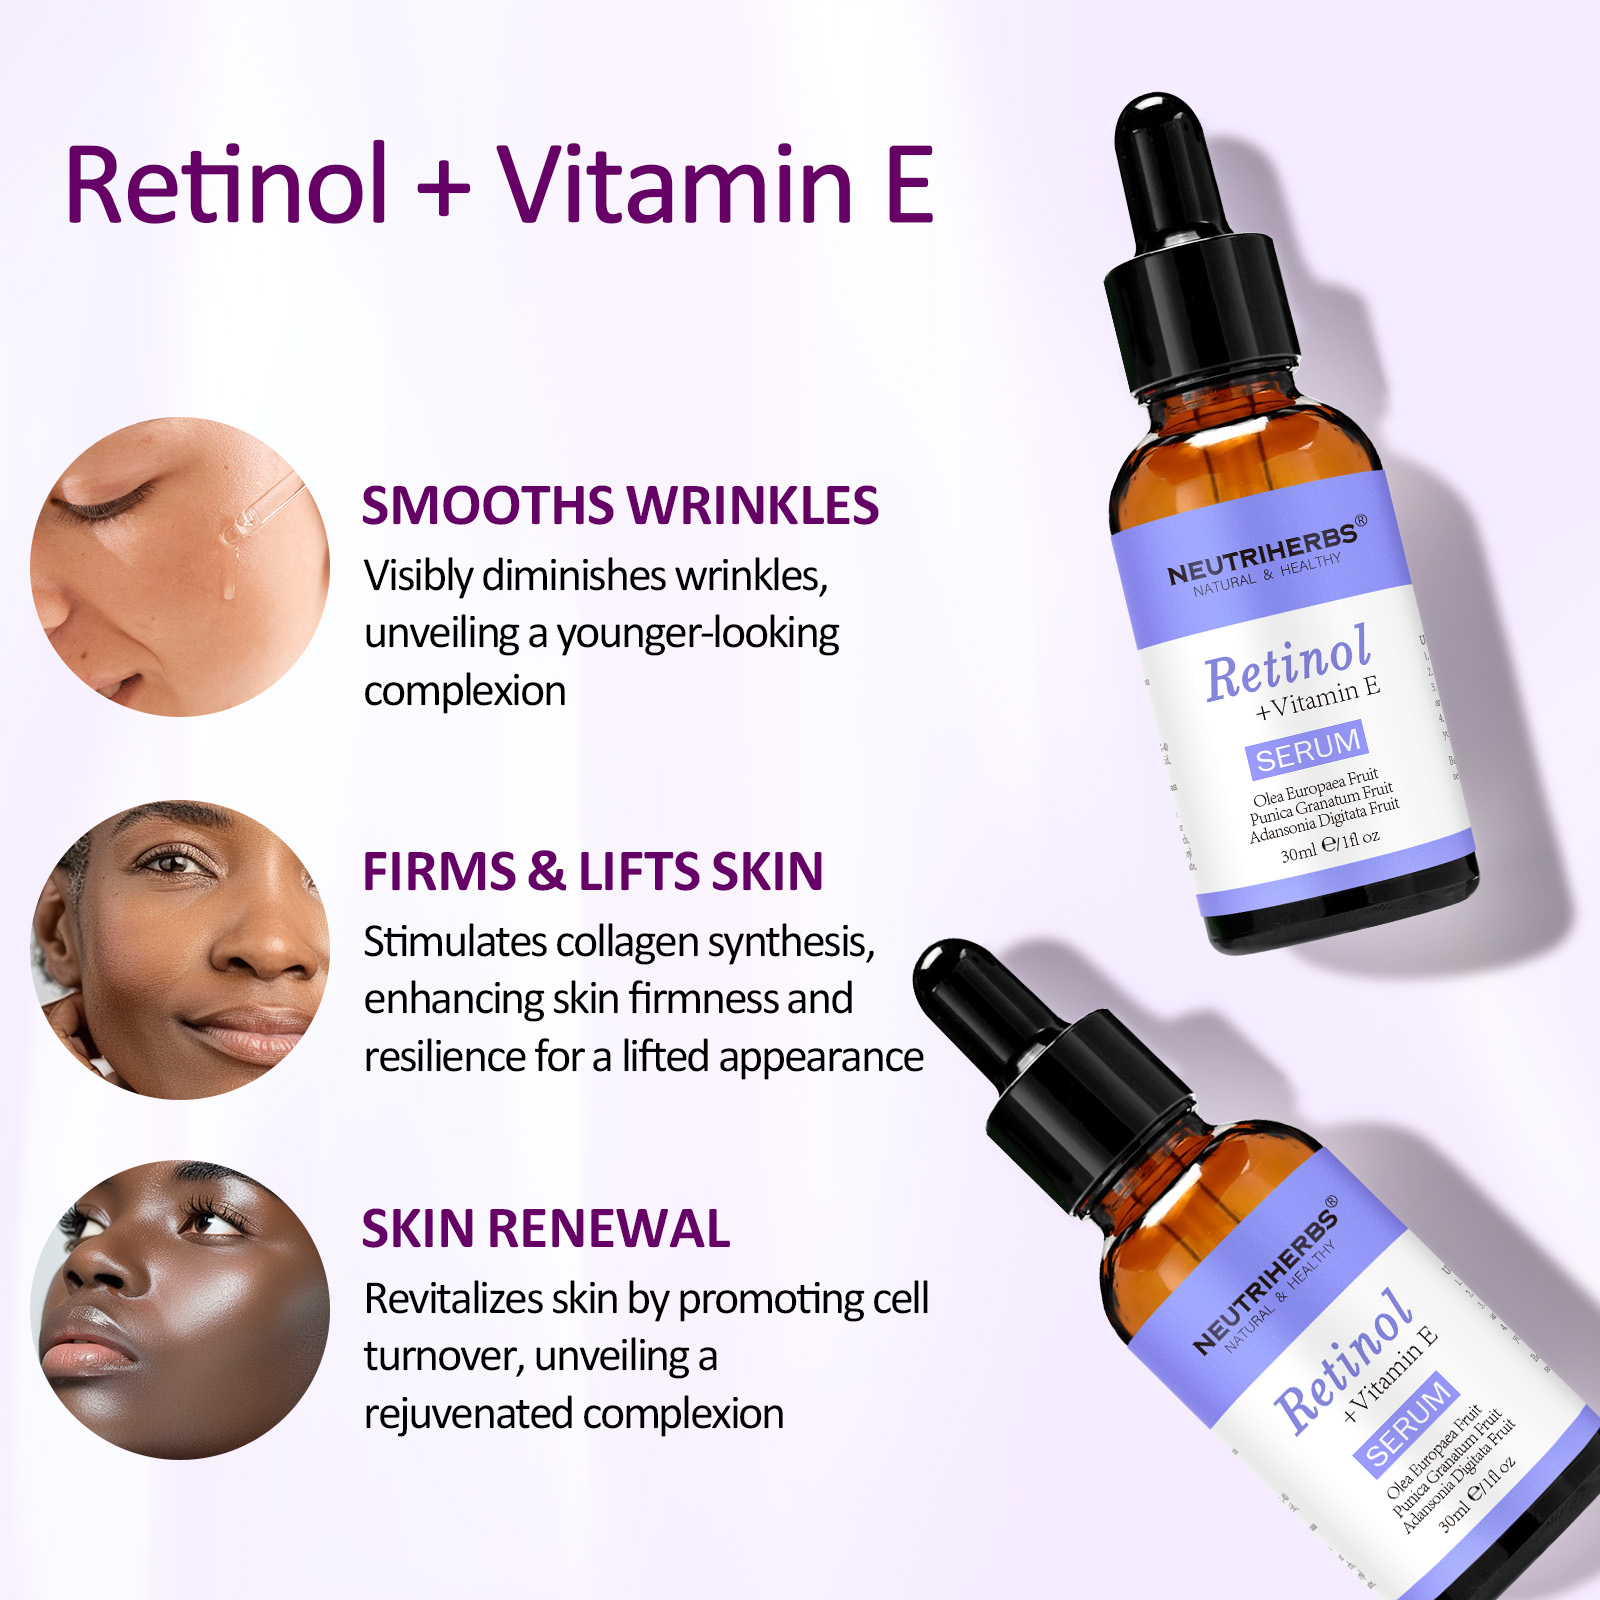 Retinol + Vitamin E
SMOOTHS WRINKLES
Visibly diminishes wrinkles,
unveiling a younger-looking
complexion
FIRMS & LIFTS SKIN
Stimulates collagen synthesis,
enhancing skin firmness and
resilience for a lifted appearance
SKIN RENEWAL
Revitalizes skin by promoting cell
turnover, unveiling a
rejuvenated complexion
NEUTRIHERBS®
NATURAL & HEALTHY
Retinol
+Vitamin E
SERUM
Olea Europaea Fruit
Punica Granatum Fruit
Adansonia Digitata Fruit
30ml ℮/1fl oz
NEUTRIHERBS®
NATURAL & HEALTHY
Retinol
+Vitamin E
SERUM
Olea Europaea Fruit
Punica Granatum Fruit
Adansonia Digitata Fruit
30ml ℮/1fl oz